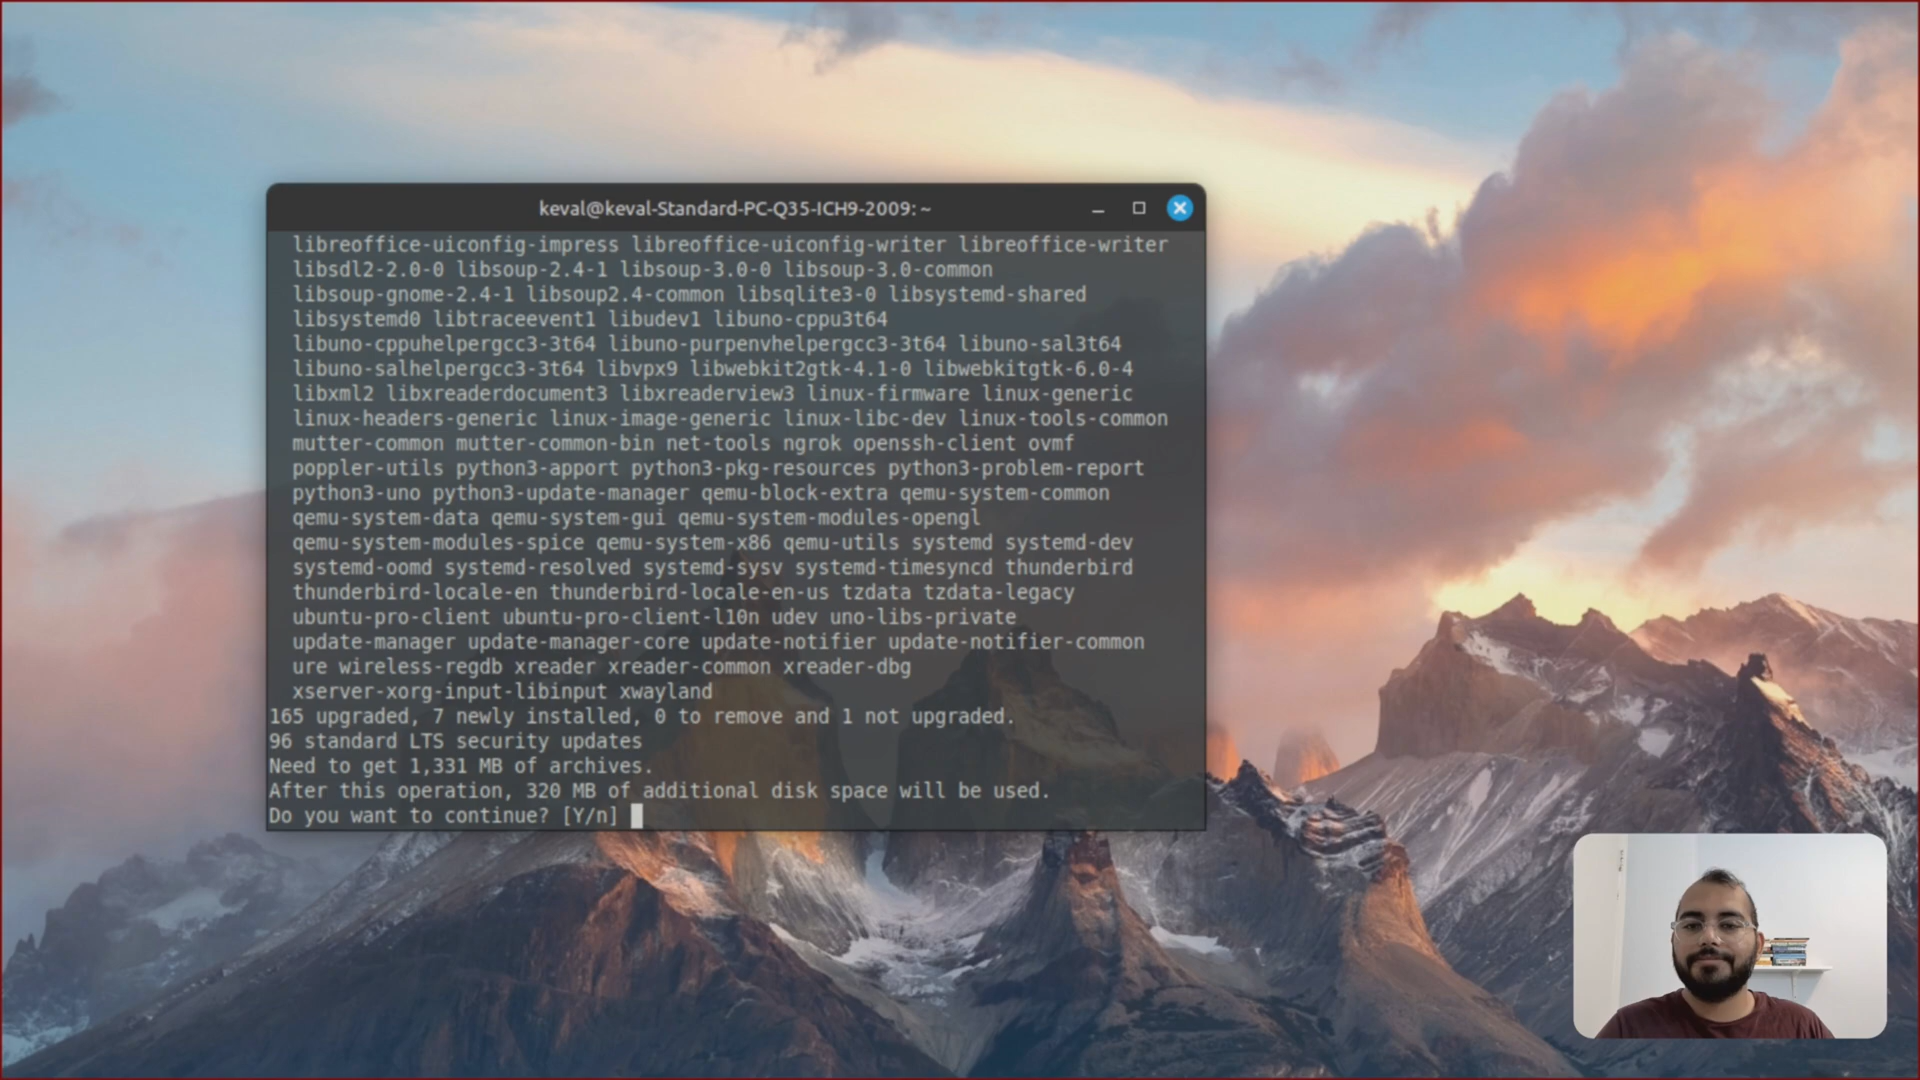 keval@keval-Standard-PC-Q35-ICH9-2009: ~
libreoffice-uiconfig-impress libreoffice-uiconfig-writer libreoffice-writer
libsdl2-2.0-0 libsoup-2.4-1 libsoup-3.0-0 libsoup-3.0-common
libsoup-gnome-2.4-1 libsoup2.4-common libsqlite3-0 libsystemd-shared
libsystemd0 libtraceevent1 libudev1 libuno-cppu3t64
libuno-cppuhelpergcc3-3t64 libuno-purpenvhelpergcc3-3t64 libuno-sal3t64
libuno-salhelpergcc3-3t64 libvpx9 libwebkit2gtk-4.1-0 libwebkitgtk-6.0-4
libxml2 libxreaderdocument3 libxreaderview3 linux-firmware linux-generic
linux-headers-generic linux-image-generic linux-libc-dev linux-tools-common
mutter-common mutter-common-bin net-tools ngrok openssh-client ovmf
poppler-utils python3-apport python3-pkg-resources python3-problem-report
python3-uno python3-update-manager qemu-block-extra qemu-system-common
qemu-system-data qemu-system-gui qemu-system-modules-opengl
qemu-system-modules-spice qemu-system-x86 qemu-utils systemd systemd-dev
systemd-oomd systemd-resolved systemd-sysv systemd-timesyncd thunderbird
thunderbird-locale-en thunderbird-locale-en-us tzdata tzdata-legacy
ubuntu-pro-client ubuntu-pro-client-l10n udev uno-libs-private
update-manager update-manager-core update-notifier update-notifier-common
ure wireless-regdb xreader xreader-common xreader-dbg
xserver-xorg-input-libinput xwayland
165 upgraded, 7 newly installed, 0 to remove and 1 not upgraded.
96 standard LTS security updates
Need to get 1,331 MB of archives.
After this operation, 320 MB of additional disk space will be used.
Do you want to continue? [Y/n]